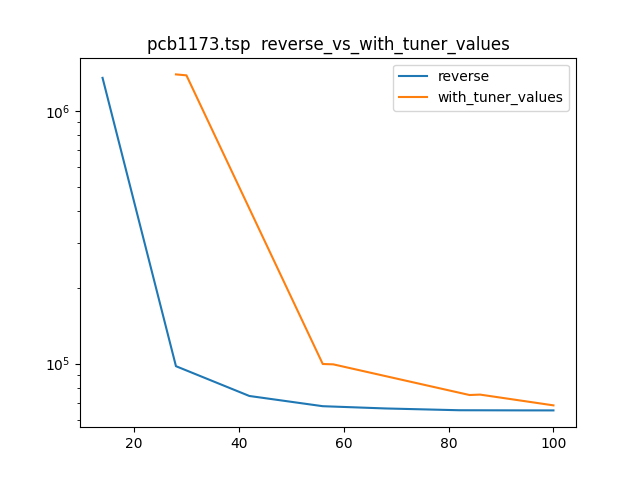 pcb1173.tsp  reverse_vs_with_tuner_values
reverse
with_tuner_values
10^6
10^5
20 40 60 80 100